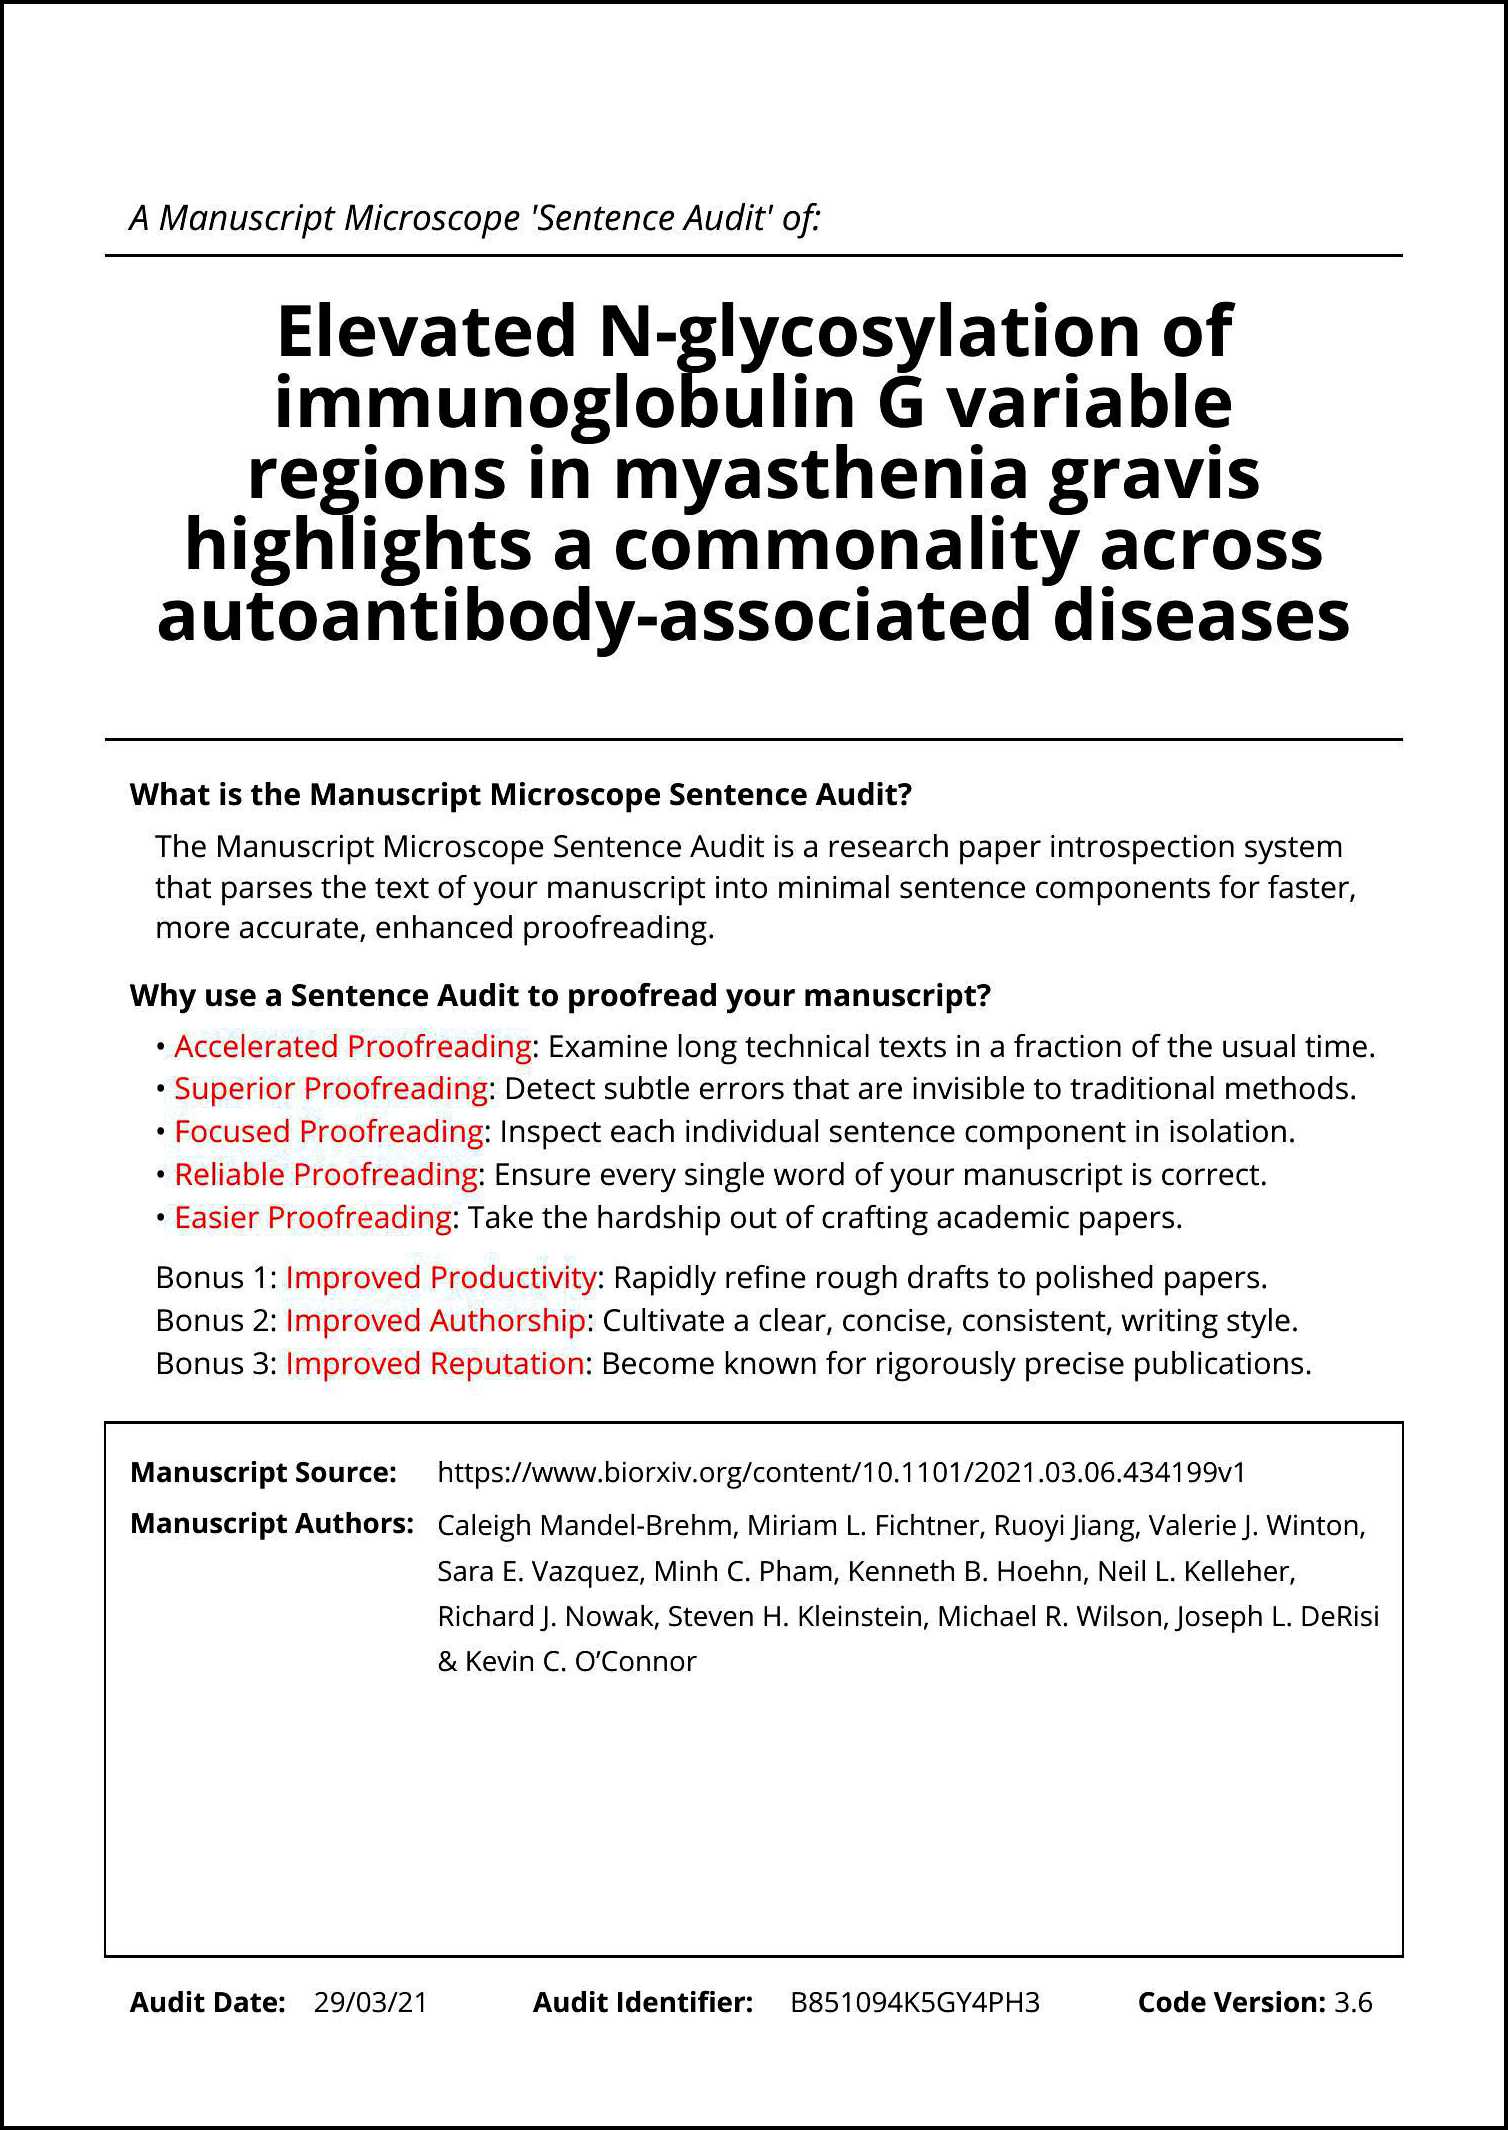 A Manuscript Microscope 'Sentence Audit' of:
Elevated N-glycosylation of
immunoglobulin G variable
regions in myasthenia gravis
highlights a commonality across
autoantibody-associated diseases
What is the Manuscript Microscope Sentence Audit?
The Manuscript Microscope Sentence Audit is a research paper introspection system
that parses the text of your manuscript into minimal sentence components for faster,
more accurate, enhanced proofreading.
Why use a Sentence Audit to proofread your manuscript?
• Accelerated Proofreading: Examine long technical texts in a fraction of the usual time.
• Superior Proofreading: Detect subtle errors that are invisible to traditional methods.
• Focused Proofreading: Inspect each individual sentence component in isolation.
• Reliable Proofreading: Ensure every single word of your manuscript is correct.
• Easier Proofreading: Take the hardship out of crafting academic papers.
Bonus 1: Improved Productivity: Rapidly refine rough drafts to polished papers.
Bonus 2: Improved Authorship: Cultivate a clear, concise, consistent, writing style.
Bonus 3: Improved Reputation: Become known for rigorously precise publications.
Manuscript Source: https://www.biorxiv.org/content/10.1101/2021.03.06.434199v1
Manuscript Authors: Caleigh Mandel-Brehm, Miriam L. Fichtner, Ruoyi Jiang, Valerie J. Winton,
Sara E. Vazquez, Minh C. Pham, Kenneth B. Hoehn, Neil L. Kelleher,
Richard J. Nowak, Steven H. Kleinstein, Michael R. Wilson, Joseph L. DeRisi
& Kevin C. O’Connor
Audit Date: 29/03/21 Audit Identifier: B851094K5GY4PH3 Code Version: 3.6